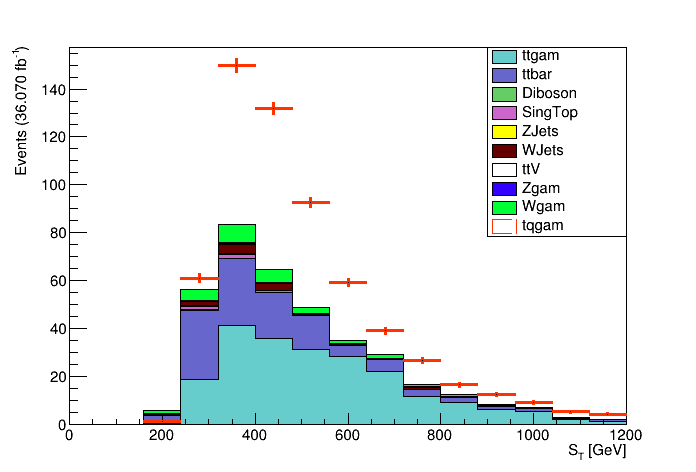 Events (36.070 fb⁻¹)
140
120
100
80
60
40
20
0
0 200 400 600 800 1000 1200
S_T [GeV]
ttgam
ttbar
Diboson
SingTop
ZJets
WJets
ttV
Zgam
Wgam
tqgam